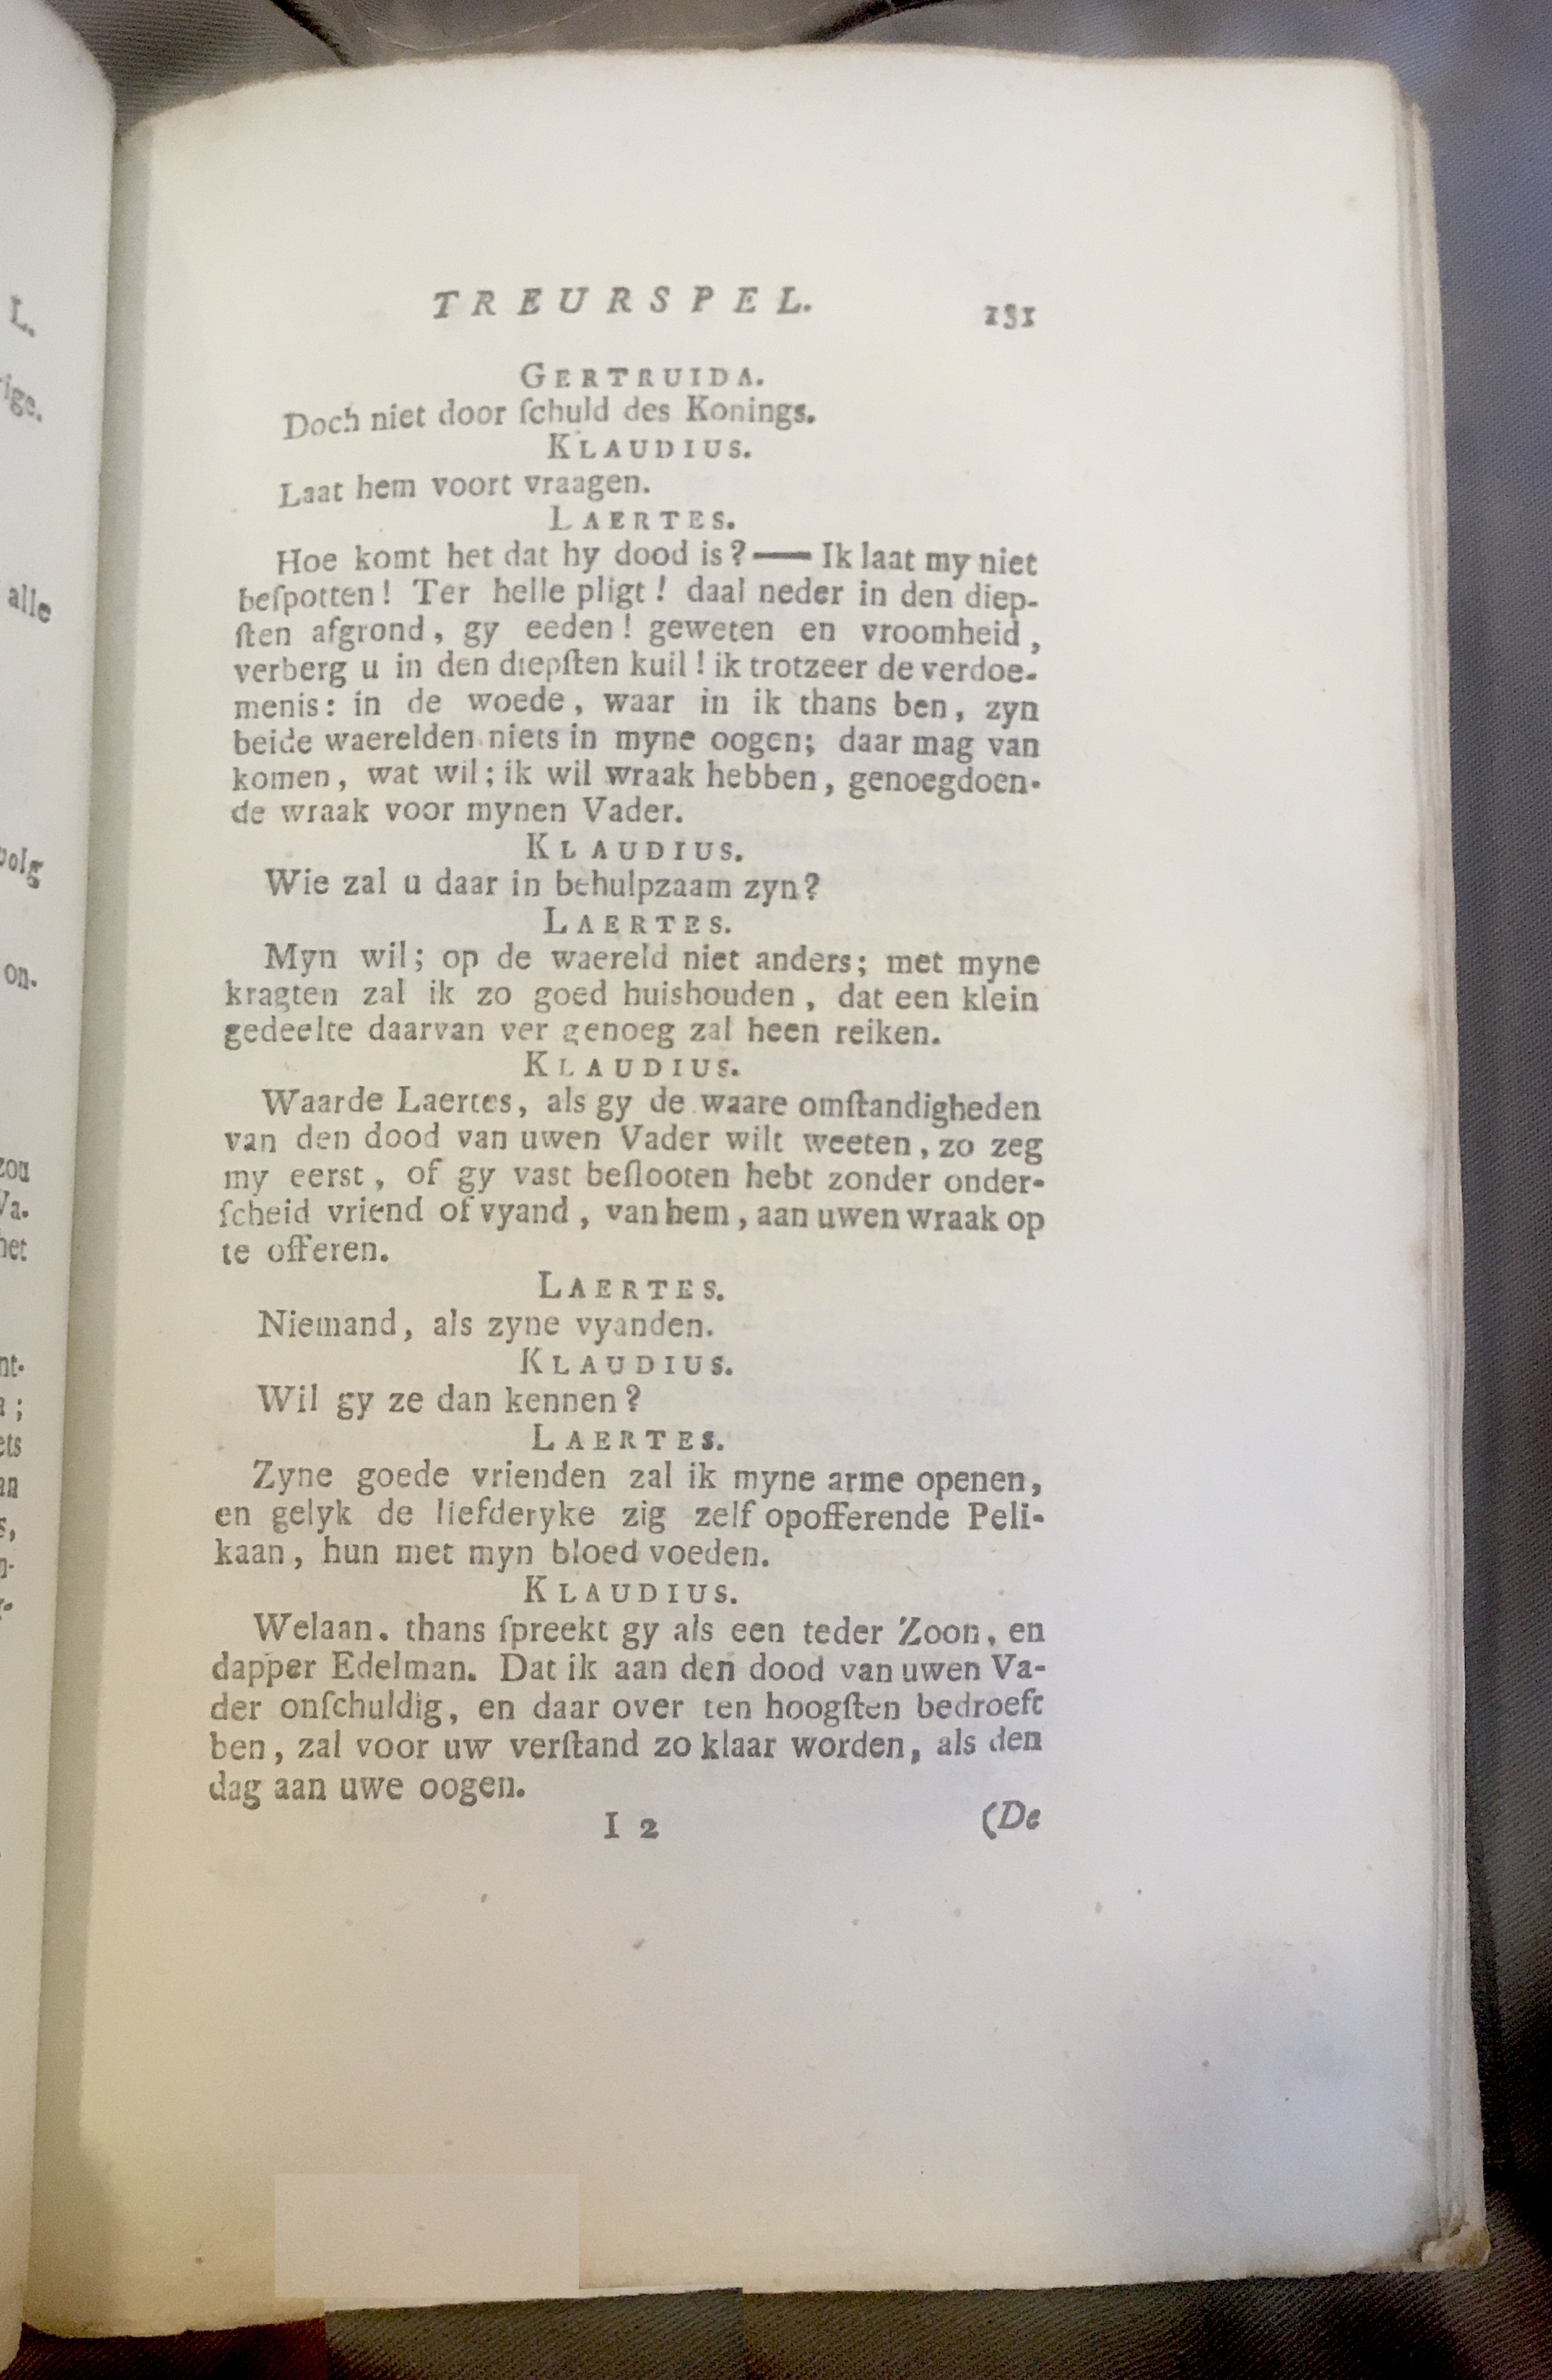 L.
rige.
alle
volg
on.
zou
Va.
het
nt.
a;
ets
an
s,
TREURSPEL. 131
GERTRUIDA.
Doch niet door ſchuld des Konings.
KLAUDIUS.
Laat hem voort vraagen.
LAERTES.
Hoe komt het dat hy dood is? — Ik laat my niet
beſpotten! Ter helle pligt! daal neder in den diep-
ſten afgrond, gy eeden! geweten en vroomheid,
verberg u in den diepſten kuil! ik trotzeer de verdoe-
menis: in de woede, waar in ik thans ben, zyn
beide waerelden niets in myne oogen; daar mag van
komen, wat wil; ik wil wraak hebben, genoegdoen-
de wraak voor mynen Vader.
KLAUDIUS.
Wie zal u daar in behulpzaam zyn?
LAERTES.
Myn wil; op de waereld niet anders; met myne
kragten zal ik zo goed huishouden, dat een klein
gedeelte daarvan ver genoeg zal heen reiken.
KLAUDIUS.
Waarde Laertes, als gy de waare omſtandigheden
van den dood van uwen Vader wilt weeten, zo zeg
my eerst, of gy vast beſlooten hebt zonder onder-
ſcheid vriend of vyand, van hem, aan uwen wraak op
te offeren.
LAERTES.
Niemand, als zyne vyanden.
KLAUDIUS.
Wil gy ze dan kennen?
LAERTES.
Zyne goede vrienden zal ik myne arme openen,
en gelyk de liefderyke zig zelf opofferende Peli-
kaan, hun met myn bloed voeden.
KLAUDIUS.
Welaan. thans ſpreekt gy als een teder Zoon, en
dapper Edelman. Dat ik aan den dood van uwen Va-
der onſchuldig, en daar over ten hoogſten bedroeft
ben, zal voor uw verſtand zo klaar worden, als den
dag aan uwe oogen.
I 2 (De